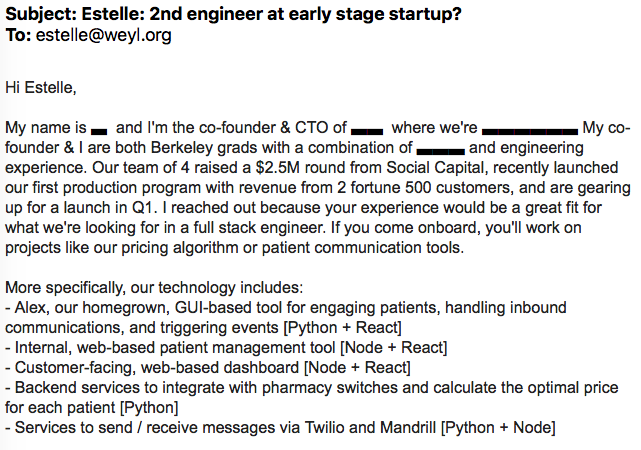 Subject: Estelle: 2nd engineer at early stage startup?
To: estelle@weyl.org
Hi Estelle,
My name is and I'm the co-founder & CTO of where we're My co-
founder & I are both Berkeley grads with a combination of and engineering
experience. Our team of 4 raised a $2.5M round from Social Capital, recently launched
our first production program with revenue from 2 fortune 500 customers, and are gearing
up for a launch in Q1. I reached out because your experience would be a great fit for
what we're looking for in a full stack engineer. If you come onboard, you'll work on
projects like our pricing algorithm or patient communication tools.
More specifically, our technology includes:
- Alex, our homegrown, GUI-based tool for engaging patients, handling inbound
communications, and triggering events [Python + React]
- Internal, web-based patient management tool [Node + React]
- Customer-facing, web-based dashboard [Node + React]
- Backend services to integrate with pharmacy switches and calculate the optimal price
for each patient [Python]
- Services to send / receive messages via Twilio and Mandrill [Python + Node]